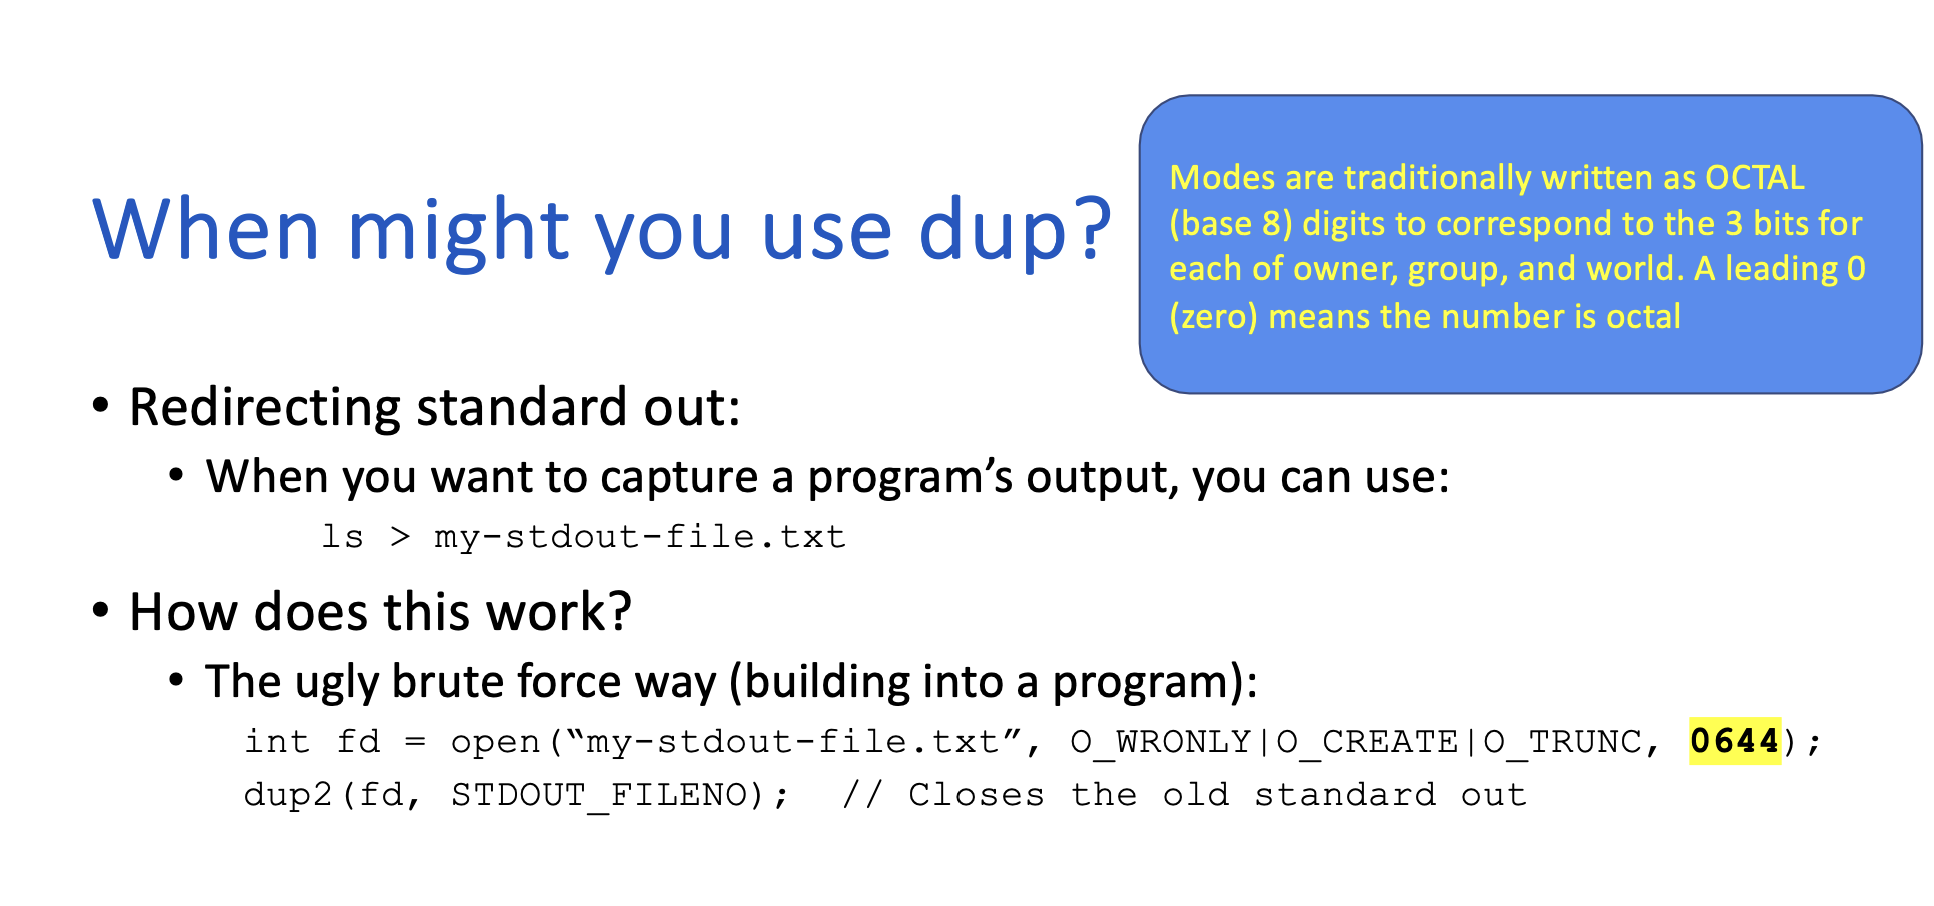 When might you use dup?
Modes are traditionally written as OCTAL
(base 8) digits to correspond to the 3 bits for
each of owner, group, and world. A leading 0
(zero) means the number is octal
• Redirecting standard out:
• When you want to capture a program’s output, you can use:
ls > my-stdout-file.txt
• How does this work?
• The ugly brute force way (building into a program):
int fd = open(“my-stdout-file.txt”, O_WRONLY|O_CREATE|O_TRUNC, 0644);
dup2(fd, STDOUT_FILENO);  // Closes the old standard out